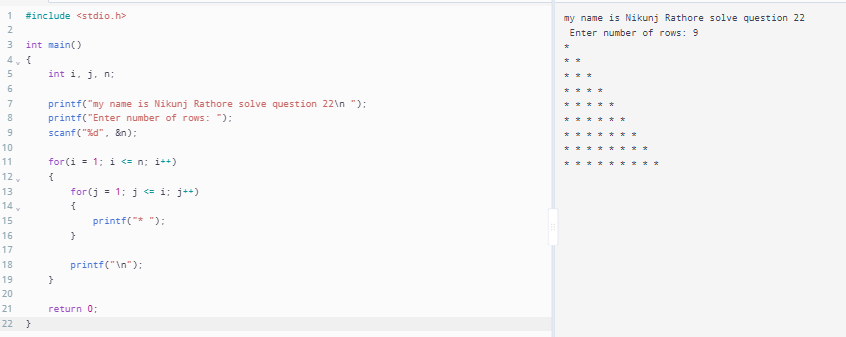 1 #include <stdio.h>
2
3 int main()
4 {
5     int i, j, n;
6
7     printf("my name is Nikunj Rathore solve question 22\n ");
8     printf("Enter number of rows: ");
9     scanf("%d", &n);
10
11     for(i = 1; i <= n; i++)
12     {
13         for(j = 1; j <= i; j++)
14         {
15             printf("* ");
16         }
17
18         printf("\n");
19     }
20
21     return 0;
22 }
my name is Nikunj Rathore solve question 22
 Enter number of rows: 9
*
* *
* * *
* * * *
* * * * *
* * * * * *
* * * * * * *
* * * * * * * *
* * * * * * * * *